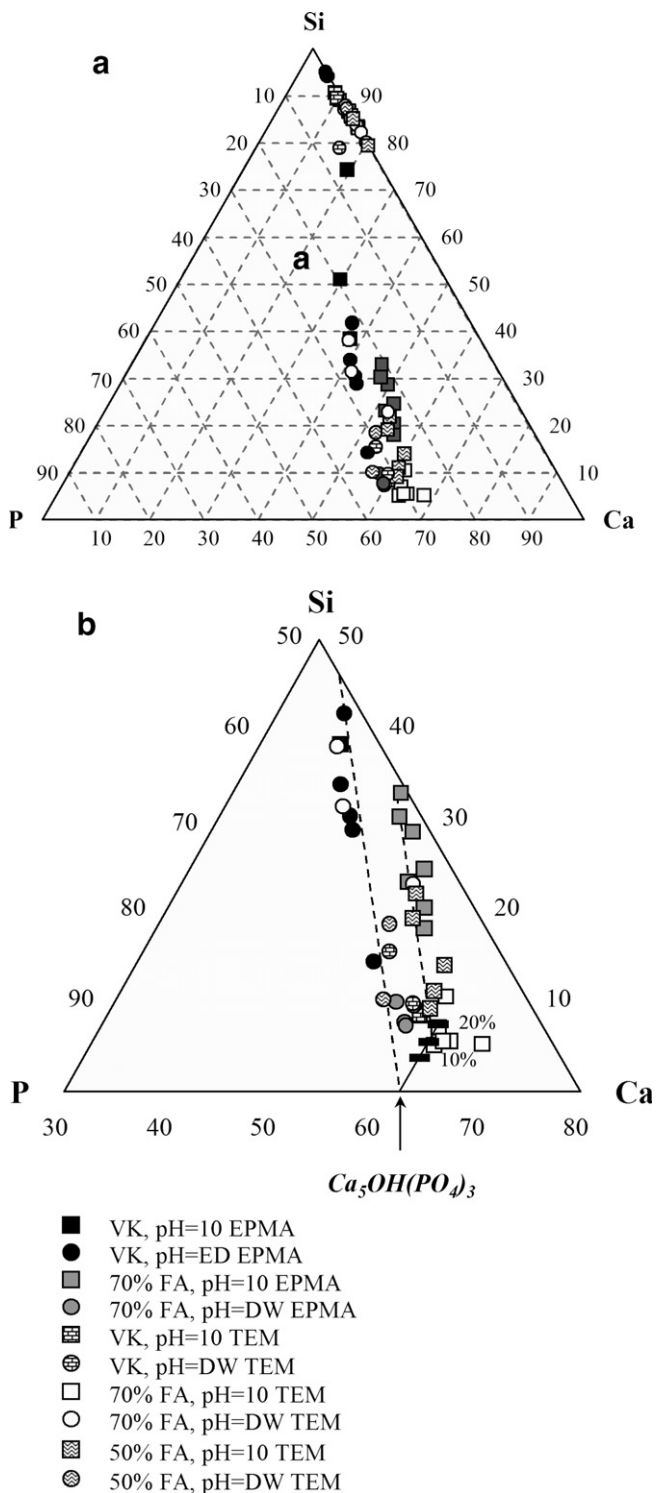 Si
a
10 90
20 80
30 70
40 60
a
50 50
60 40
70 30
80 20
90 10
P Ca
10 20 30 40 50 60 70 80 90
b
Si
50 50
60 40
70 30
80 20
90 10
20%
10%
P Ca
30 40 50 60 70 80
Ca5OH(PO4)3
VK, pH=10 EPMA
VK, pH=ED EPMA
70% FA, pH=10 EPMA
70% FA, pH=DW EPMA
VK, pH=10 TEM
VK, pH=DW TEM
70% FA, pH=10 TEM
70% FA, pH=DW TEM
50% FA, pH=10 TEM
50% FA, pH=DW TEM